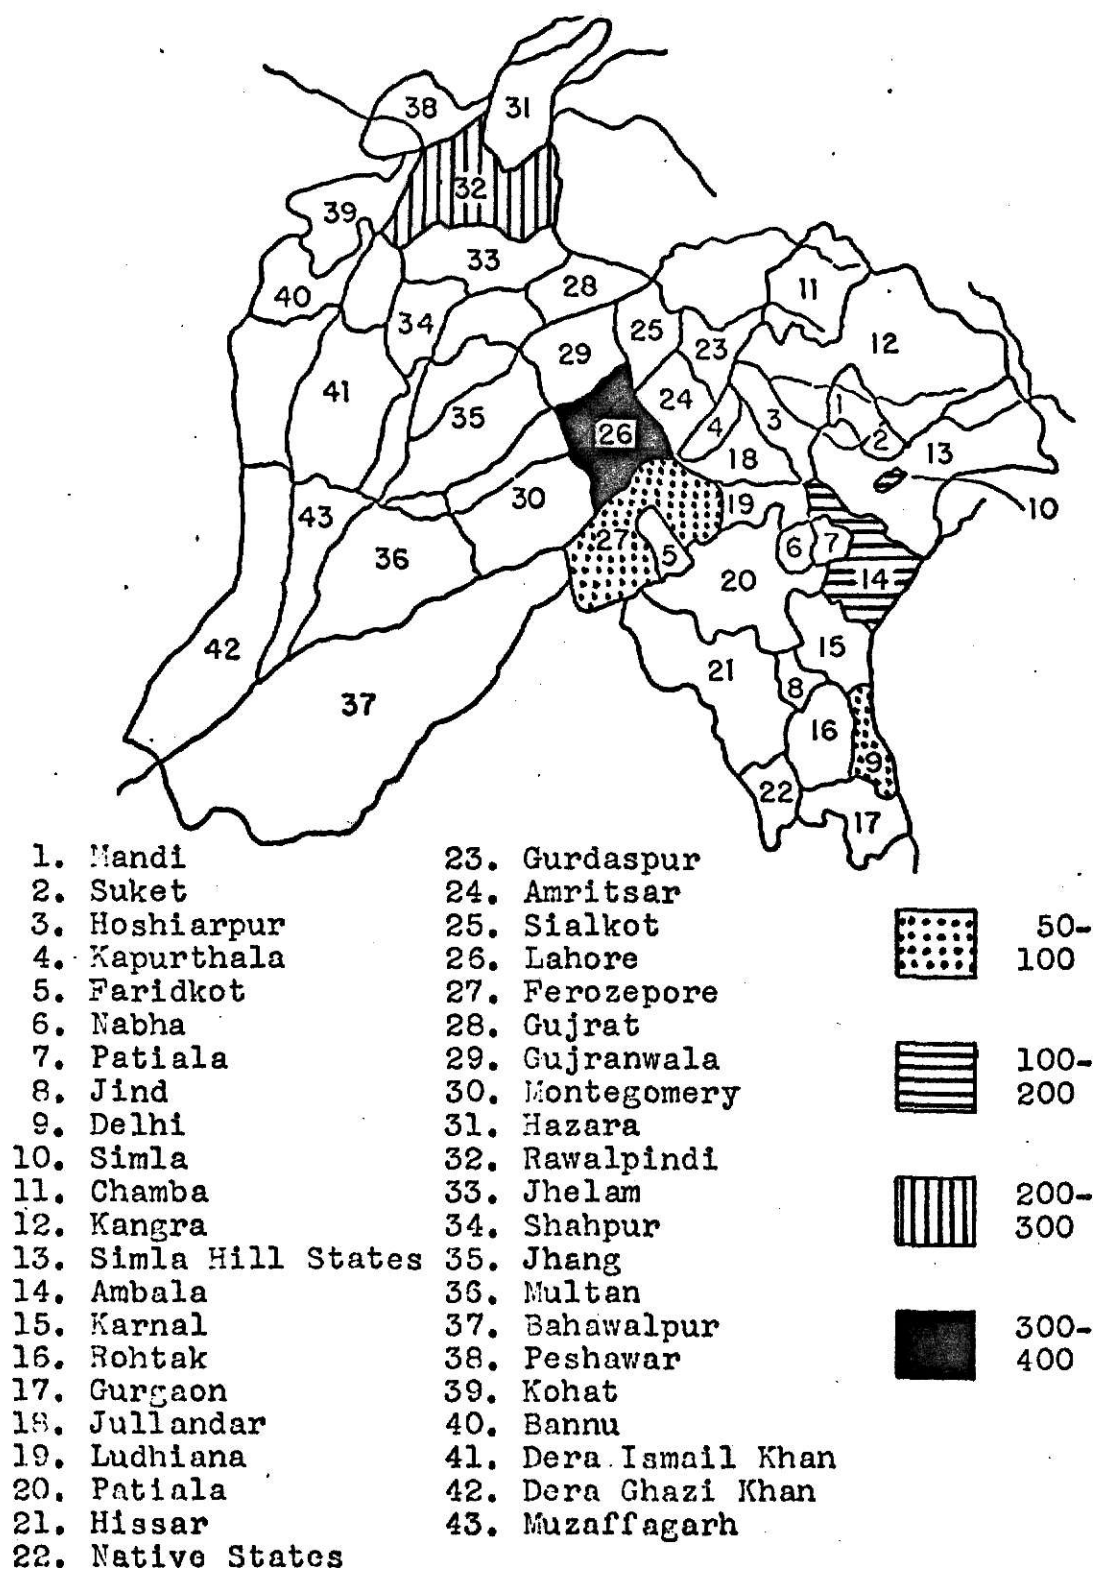 38
31
32
39
33
40
28
11
34
25
23
12
29
41
24
1
35
4
3
2
26
18
13
43
30
19
10
27
6
7
36
5
20
14
42
21
15
37
8
16
9
22
17
1. Mandi
2. Suket
3. Hoshiarpur
4. Kapurthala
5. Faridkot
6. Nabha
7. Patiala
8. Jind
9. Delhi
10. Simla
11. Chamba
12. Kangra
13. Simla Hill States
14. Ambala
15. Karnal
16. Rohtak
17. Gurgaon
18. Jullandar
19. Ludhiana
20. Patiala
21. Hissar
22. Native States
23. Gurdaspur
24. Amritsar
25. Sialkot
26. Lahore
27. Ferozepore
28. Gujrat
29. Gujranwala
30. Montegomery
31. Hazara
32. Rawalpindi
33. Jhelam
34. Shahpur
35. Jhang
36. Multan
37. Bahawalpur
38. Peshawar
39. Kohat
40. Bannu
41. Dera Ismail Khan
42. Dera Ghazi Khan
43. Muzaffagarh
50-
100
100-
200
200-
300
300-
400